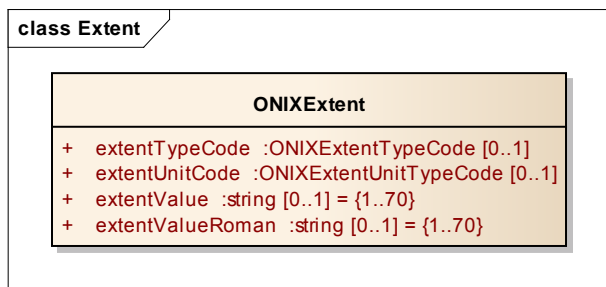 class Extent
ONIXExtent
+ extentTypeCode :ONIXExtentTypeCode [0..1]
+ extentUnitCode :ONIXExtentUnitTypeCode [0..1]
+ extentValue :string [0..1] = {1..70}
+ extentValueRoman :string [0..1] = {1..70}